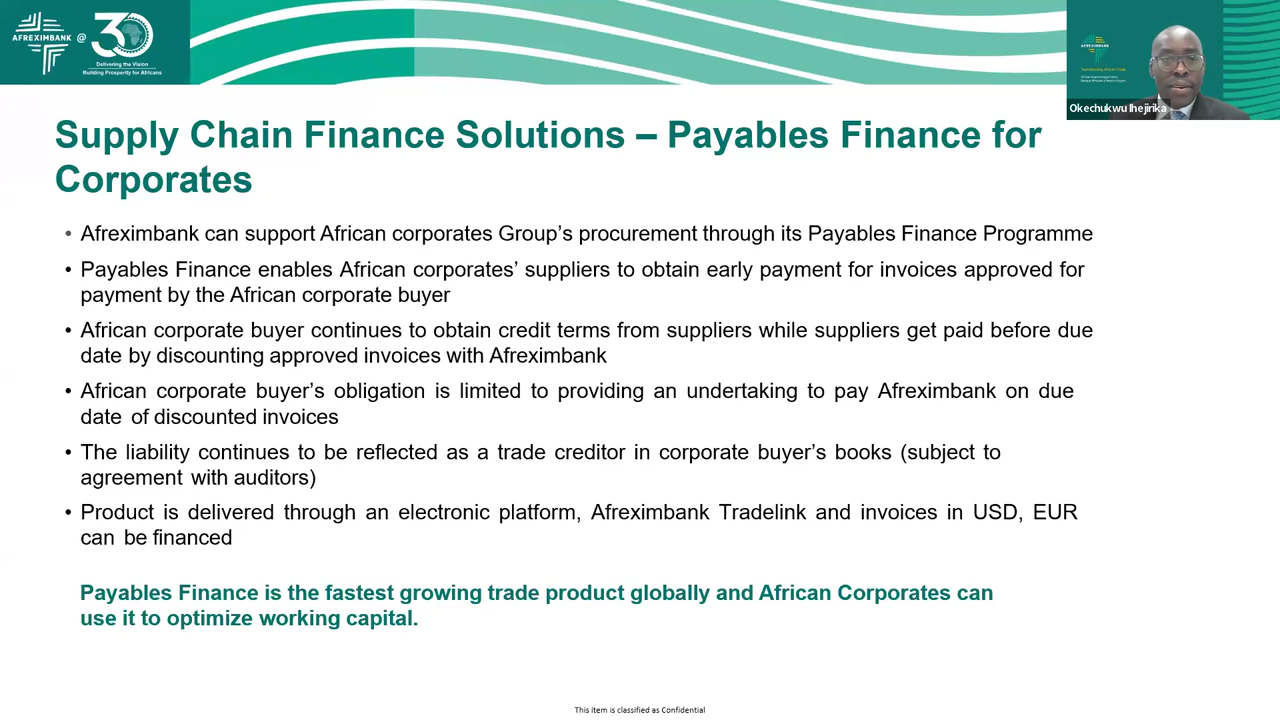 AFREXIMBANK @ 30
Delivering the Vision
Building Prosperity for Africans
AFREXIMBANK
Okechukwu Ihejirika
Supply Chain Finance Solutions – Payables Finance for
Corporates
• Afreximbank can support African corporates Group’s procurement through its Payables Finance Programme
• Payables Finance enables African corporates’ suppliers to obtain early payment for invoices approved for
payment by the African corporate buyer
• African corporate buyer continues to obtain credit terms from suppliers while suppliers get paid before due
date by discounting approved invoices with Afreximbank
• African corporate buyer’s obligation is limited to providing an undertaking to pay Afreximbank on due
date of discounted invoices
• The liability continues to be reflected as a trade creditor in corporate buyer’s books (subject to
agreement with auditors)
• Product is delivered through an electronic platform, Afreximbank Tradelink and invoices in USD, EUR
can be financed
Payables Finance is the fastest growing trade product globally and African Corporates can
use it to optimize working capital.
This item is classified as Confidential